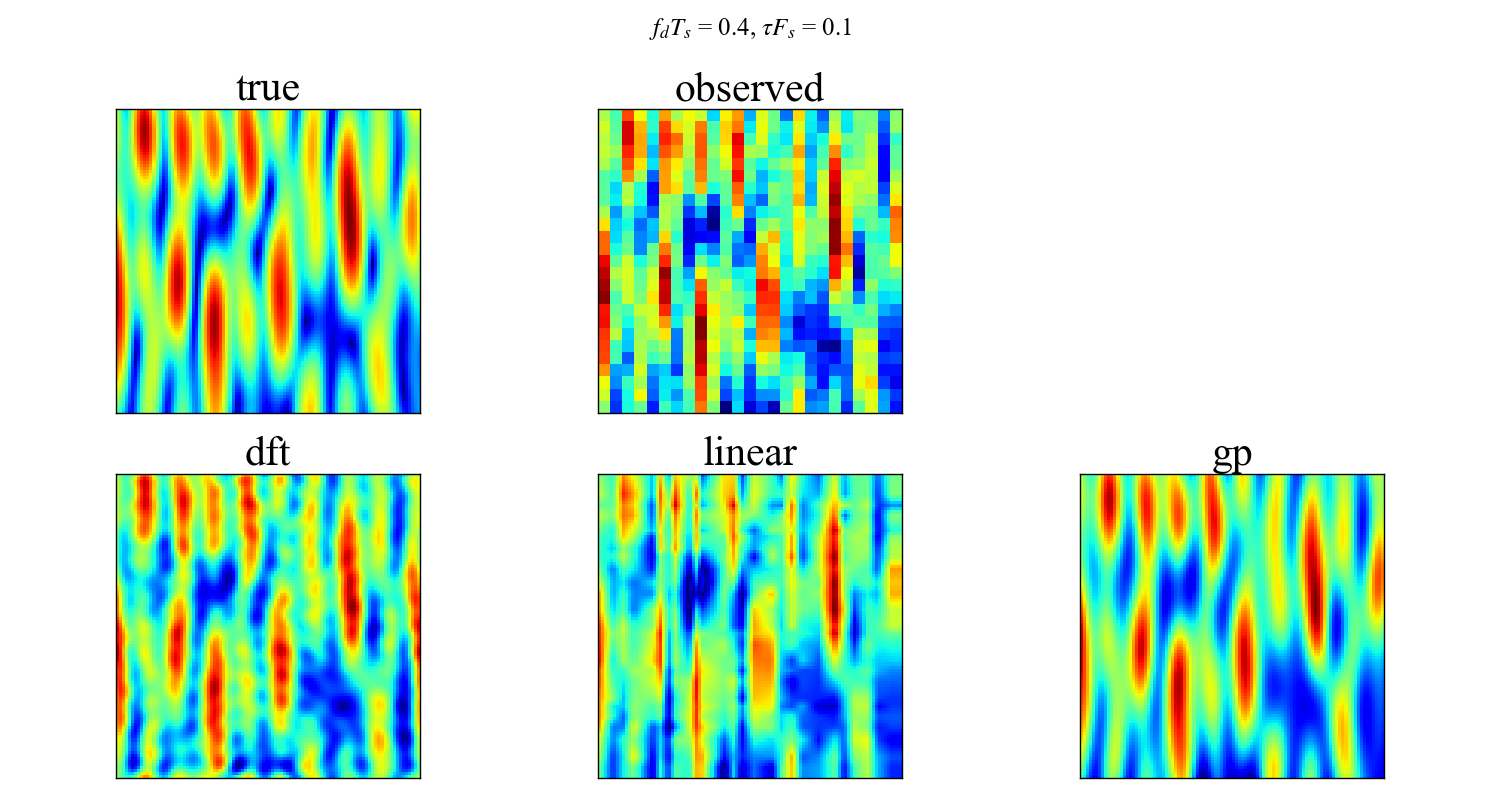 f_dT_s = 0.4, τF_s = 0.1
true
observed
dft
linear
gp